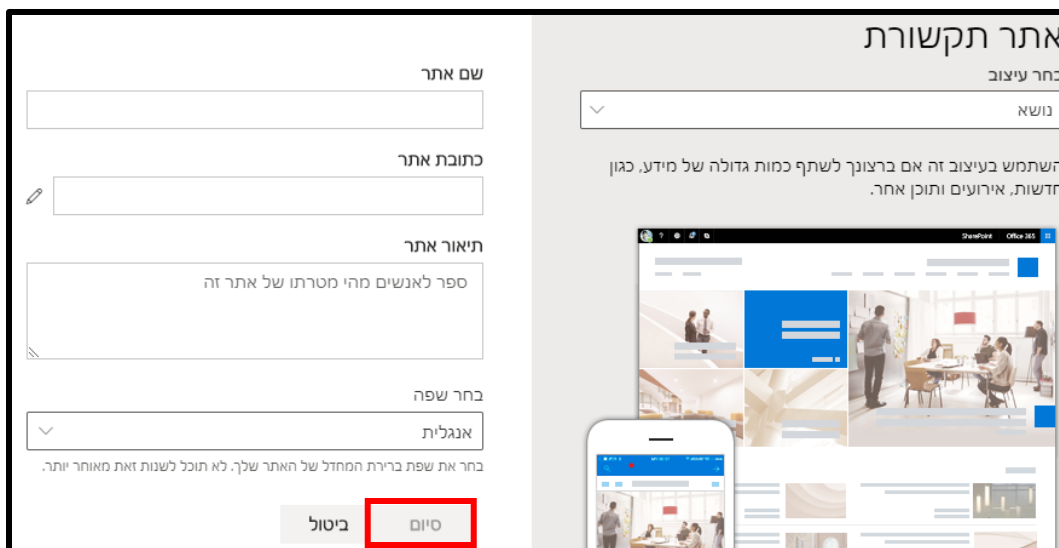 אתר תקשורת
בחר עיצוב
נושא
השתמש בעיצוב זה אם ברצונך לשתף כמות גדולה של מידע, כגון
חדשות, אירועים ותוכן אחר.
SharePoint Office 365
שם אתר
כתובת אתר
תיאור אתר
ספר לאנשים מהי מטרתו של אתר זה
בחר שפה
אנגלית
בחר את שפת ברירת המחדל של האתר שלך. לא תוכל לשנות זאת מאוחר יותר.
סיום
ביטול